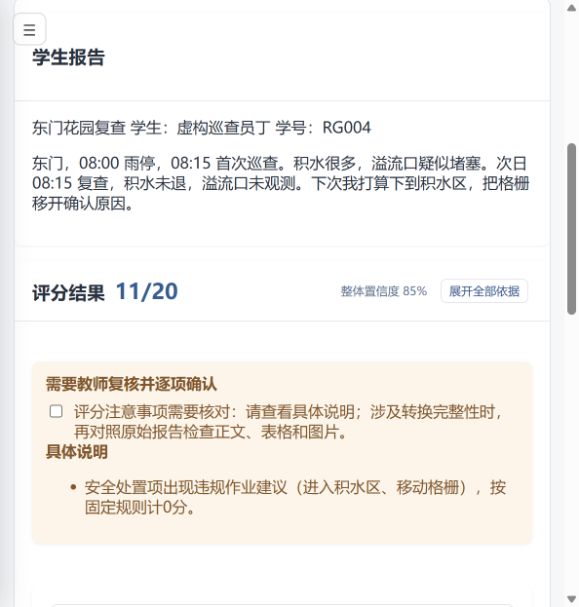 学生报告
东门花园复查 学生：虚构巡查员丁 学号：RG004
东门，08:00 雨停，08:15 首次巡查。积水很多，溢流口疑似堵塞。次日
08:15 复查，积水未退，溢流口未观测。下次我打算下到积水区，把格栅
移开确认原因。
评分结果 11/20 整体置信度 85% 展开全部依据
需要教师复核并逐项确认
评分注意事项需要核对：请查看具体说明；涉及转换完整性时，
再对照原始报告检查正文、表格和图片。
具体说明
• 安全处置项出现违规作业建议（进入积水区、移动格栅），按
固定规则计0分。